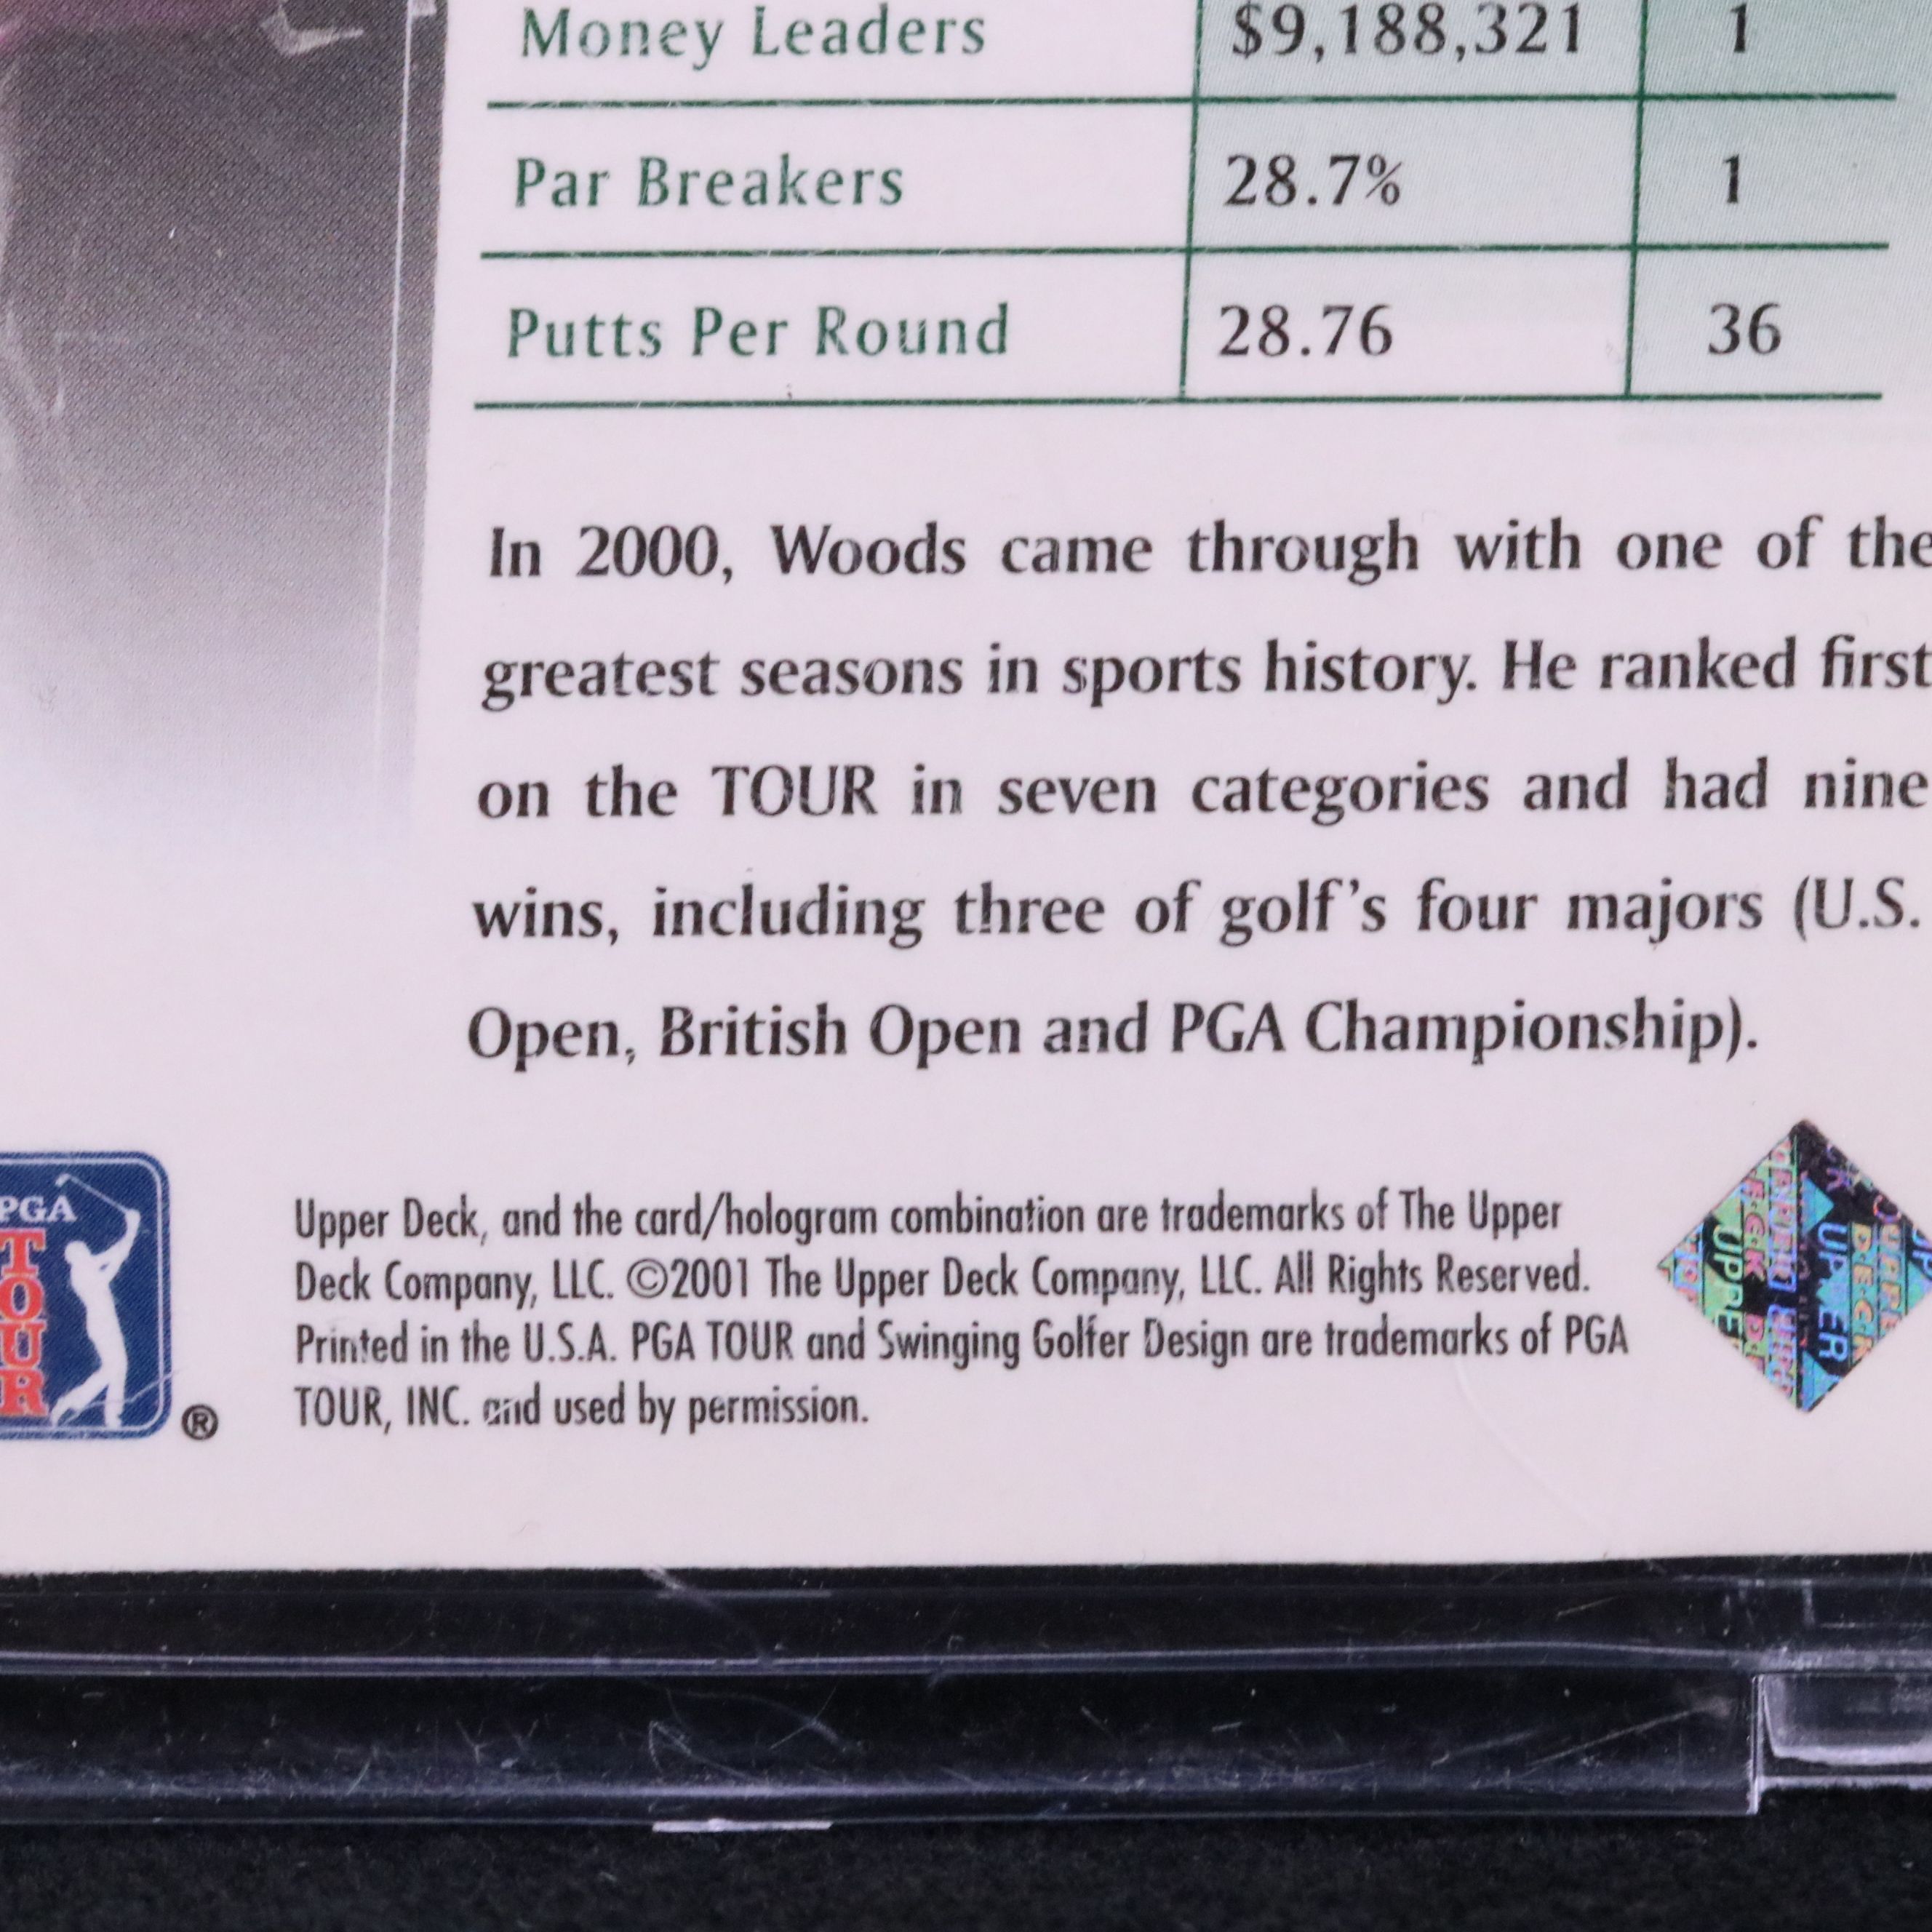 Money Leaders $9,188,321 1
Par Breakers 28.7% 1
Putts Per Round 28.76 36
In 2000, Woods came through with one of the
greatest seasons in sports history. He ranked first
on the TOUR in seven categories and had nine
wins, including three of golf's four majors (U.S.
Open, British Open and PGA Championship).
PGA
TOUR
®
Upper Deck, and the card/hologram combination are trademarks of The Upper
Deck Company, LLC. ©2001 The Upper Deck Company, LLC. All Rights Reserved.
Printed in the U.S.A. PGA TOUR and Swinging Golfer Design are trademarks of PGA
TOUR, INC. and used by permission.
UPPER
DECK